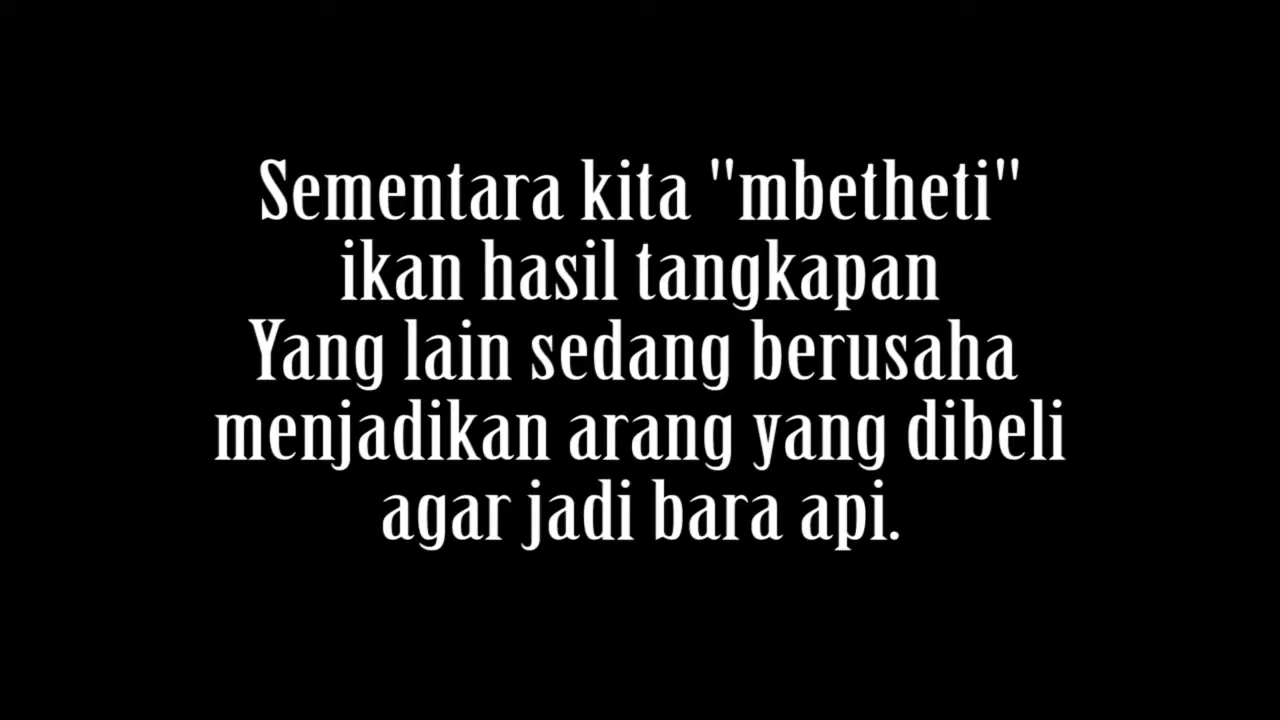 Sementara kita "mbetheti"
ikan hasil tangkapan
Yang lain sedang berusaha
menjadikan arang yang dibeli
agar jadi bara api.